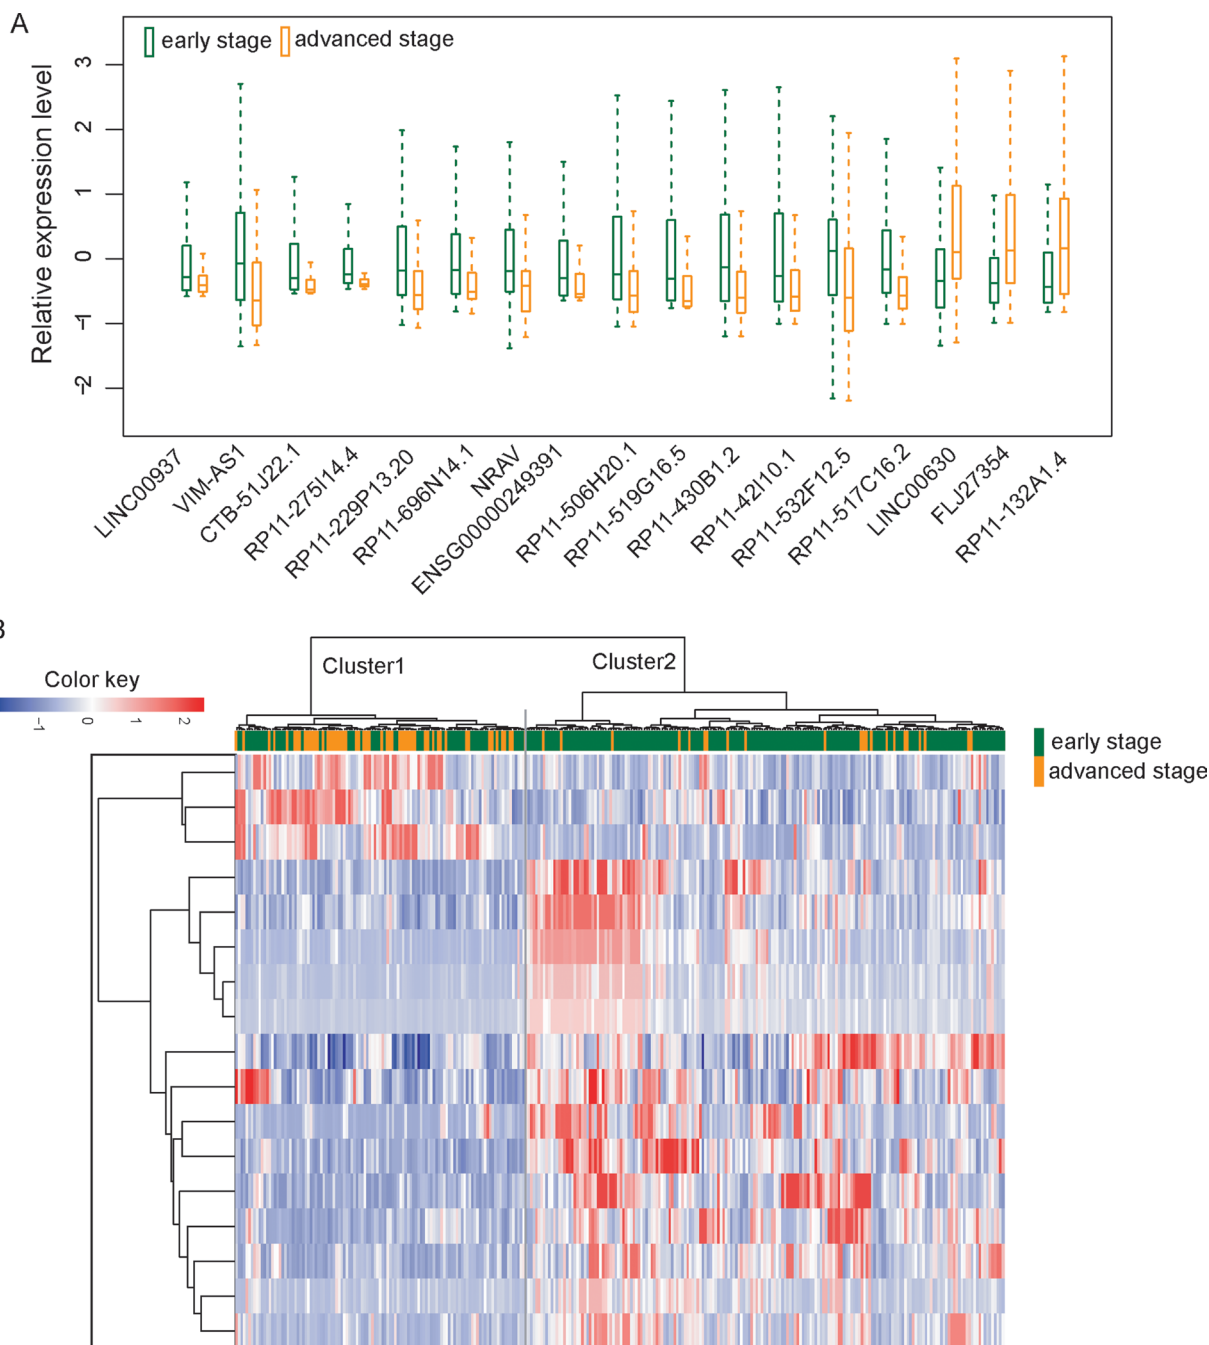 A
early stage advanced stage
Relative expression level
3
2
1
0
-1
-2
LINC00937
VIM-AS1
CTB-51J22.1
RP11-275I14.4
RP11-229P13.20
RP11-696N14.1
NRAV
ENSG00000249391
RP11-506H20.1
RP11-519G16.5
RP11-430B1.2
RP11-42I10.1
RP11-532F12.5
RP11-517C16.2
LINC00630
FLJ27354
RP11-132A1.4
B
Color key
-1 0 1 2
Cluster1
Cluster2
early stage
advanced stage